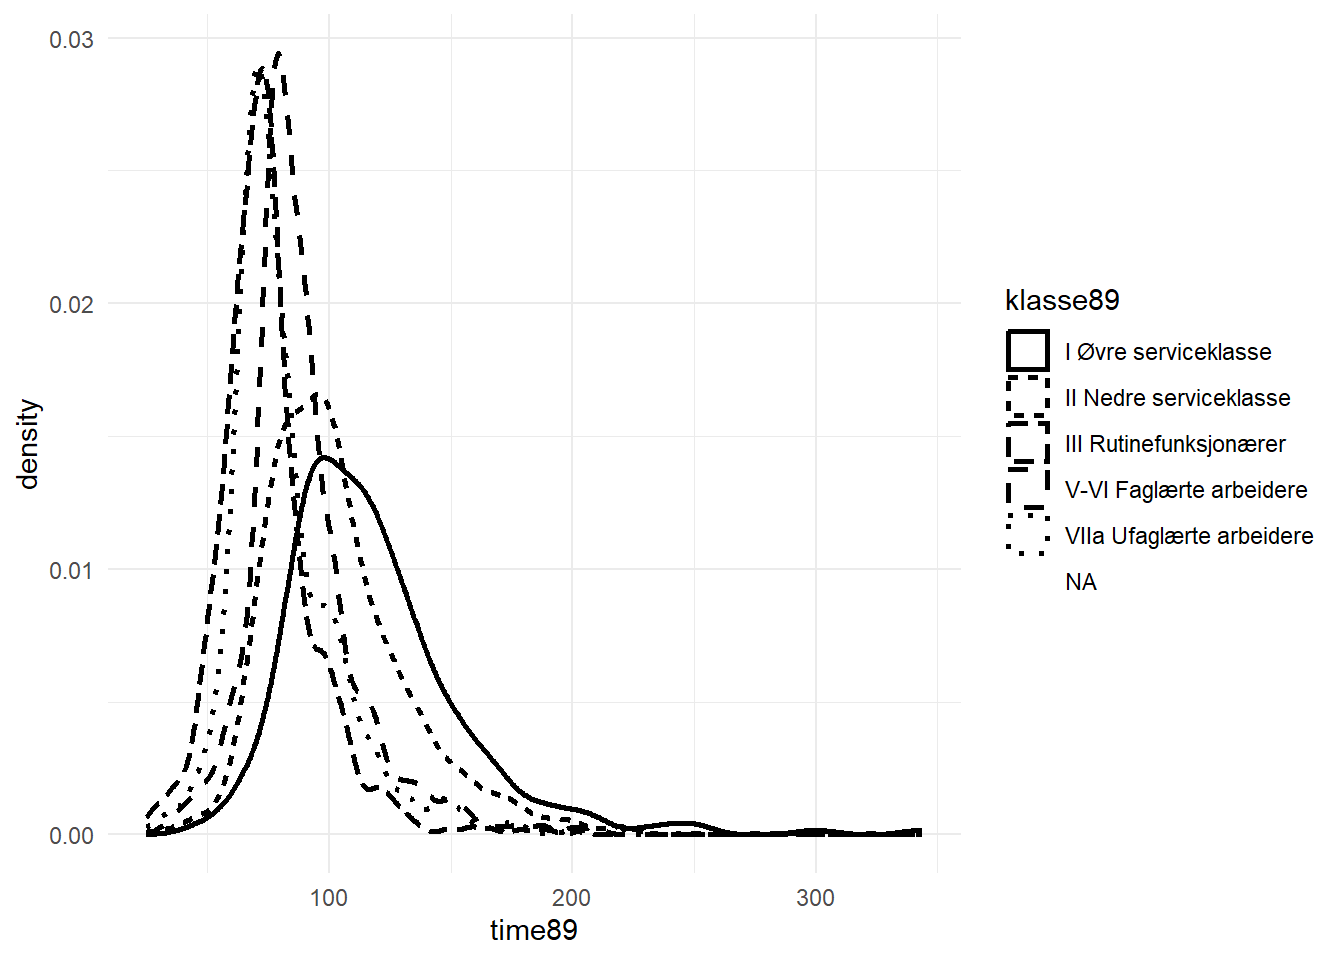 0.03
0.02
0.01
0.00
density
100
200
300
time89
klasse89
I Øvre serviceklasse
II Nedre serviceklasse
III Rutinefunksjonærer
V-VI Faglærte arbeidere
VIIa Ufaglærte arbeidere
NA